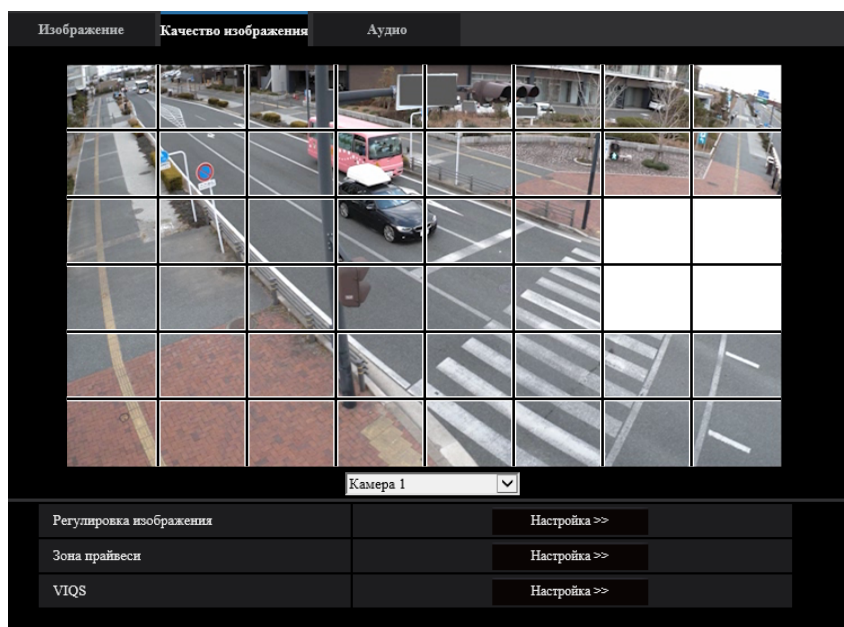 Изображение
Качество изображения
Аудио
Камера 1
Регулировка изображения
Настройка >>
Зона прайвеси
Настройка >>
VIQS
Настройка >>